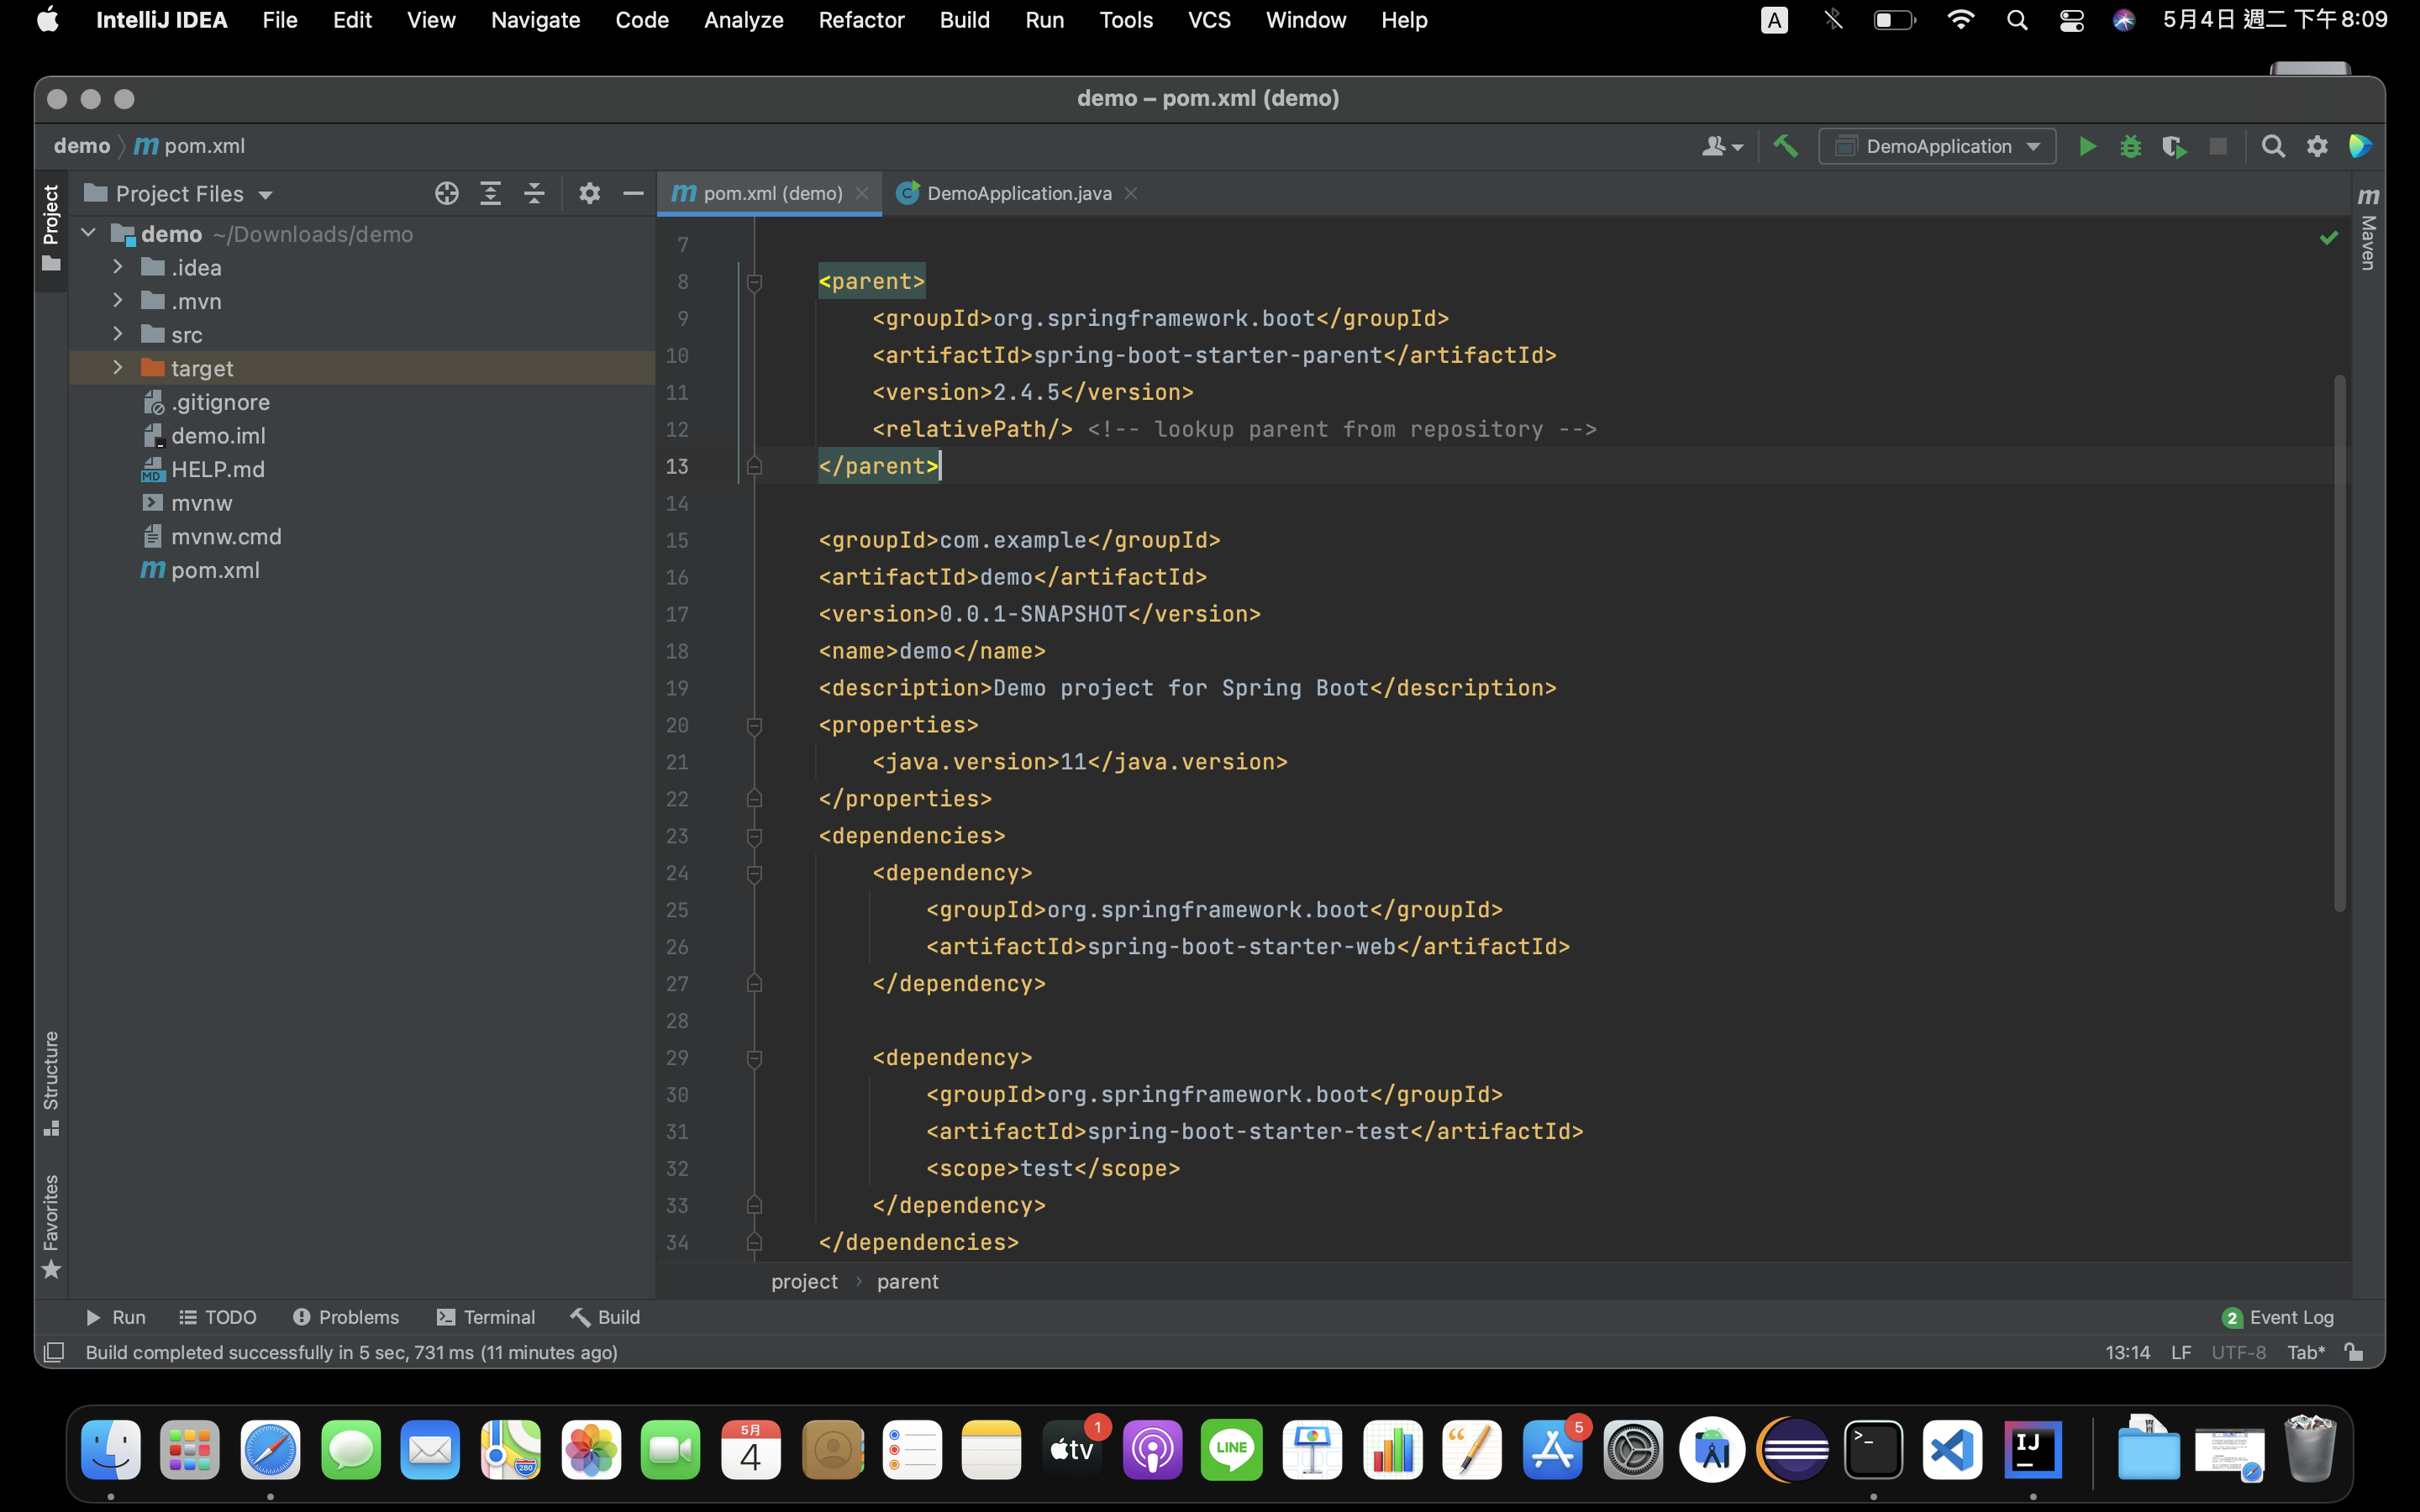 IntelliJ IDEA File Edit View Navigate Code Analyze Refactor Build Run Tools VCS Window Help A 5月4日 週二 下午8:09
demo – pom.xml (demo)
demo m pom.xml DemoApplication
Project Project Files m pom.xml (demo) C DemoApplication.java m Maven
demo ~/Downloads/demo
.idea
.mvn
src
target
.gitignore
demo.iml
MD HELP.md
mvnw
mvnw.cmd
m pom.xml
7
8 <parent>
9 <groupId>org.springframework.boot</groupId>
10 <artifactId>spring-boot-starter-parent</artifactId>
11 <version>2.4.5</version>
12 <relativePath/> <!-- lookup parent from repository -->
13 </parent>
14
15 <groupId>com.example</groupId>
16 <artifactId>demo</artifactId>
17 <version>0.0.1-SNAPSHOT</version>
18 <name>demo</name>
19 <description>Demo project for Spring Boot</description>
20 <properties>
21 <java.version>11</java.version>
22 </properties>
23 <dependencies>
24 <dependency>
25 <groupId>org.springframework.boot</groupId>
26 <artifactId>spring-boot-starter-web</artifactId>
27 </dependency>
28
29 <dependency>
30 <groupId>org.springframework.boot</groupId>
31 <artifactId>spring-boot-starter-test</artifactId>
32 <scope>test</scope>
33 </dependency>
34 </dependencies>
Structure
Favorites
project › parent
Run TODO Problems Terminal Build 2 Event Log
Build completed successfully in 5 sec, 731 ms (11 minutes ago) 13:14 LF UTF-8 Tab*
280 5月 4 tv 1 LINE 5 >_ IJ